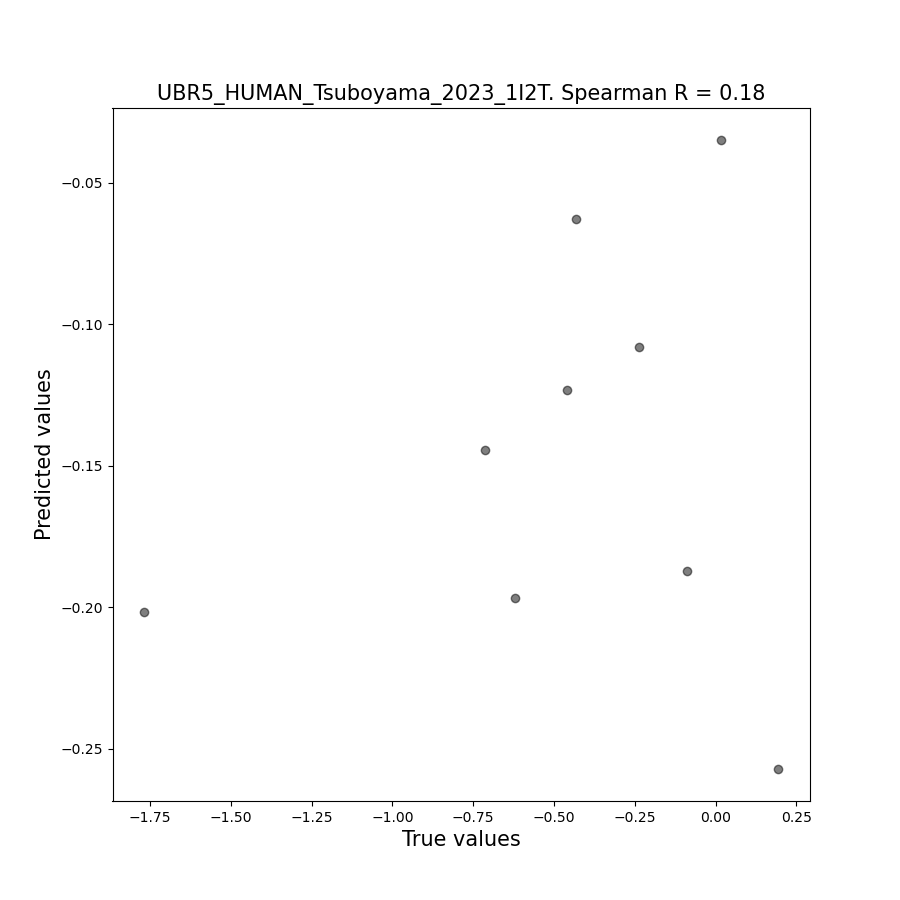 UBR5_HUMAN_Tsuboyama_2023_1I2T. Spearman R = 0.18
−0.05
−0.10
−0.15
−0.20
−0.25
Predicted values
−1.75 −1.50 −1.25 −1.00 −0.75 −0.50 −0.25 0.00 0.25
True values